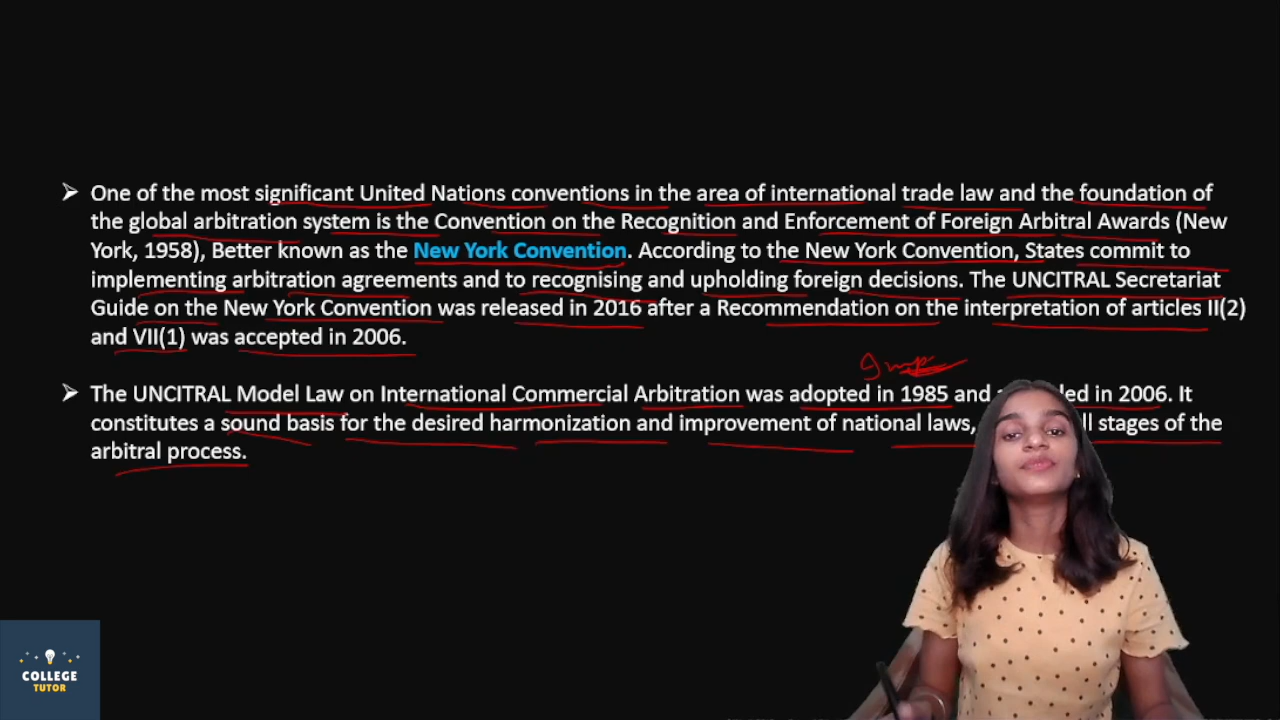 One of the most significant United Nations conventions in the area of international trade law and the foundation of
the global arbitration system is the Convention on the Recognition and Enforcement of Foreign Arbitral Awards (New
York, 1958), Better known as the New York Convention. According to the New York Convention, States commit to
implementing arbitration agreements and to recognising and upholding foreign decisions. The UNCITRAL Secretariat
Guide on the New York Convention was released in 2016 after a Recommendation on the interpretation of articles II(2)
and VII(1) was accepted in 2006.
The UNCITRAL Model Law on International Commercial Arbitration was adopted in 1985 and in 2006. It
constitutes a sound basis for the desired harmonization and improvement of national laws, stages of the
arbitral process.
COLLEGE
TUTOR